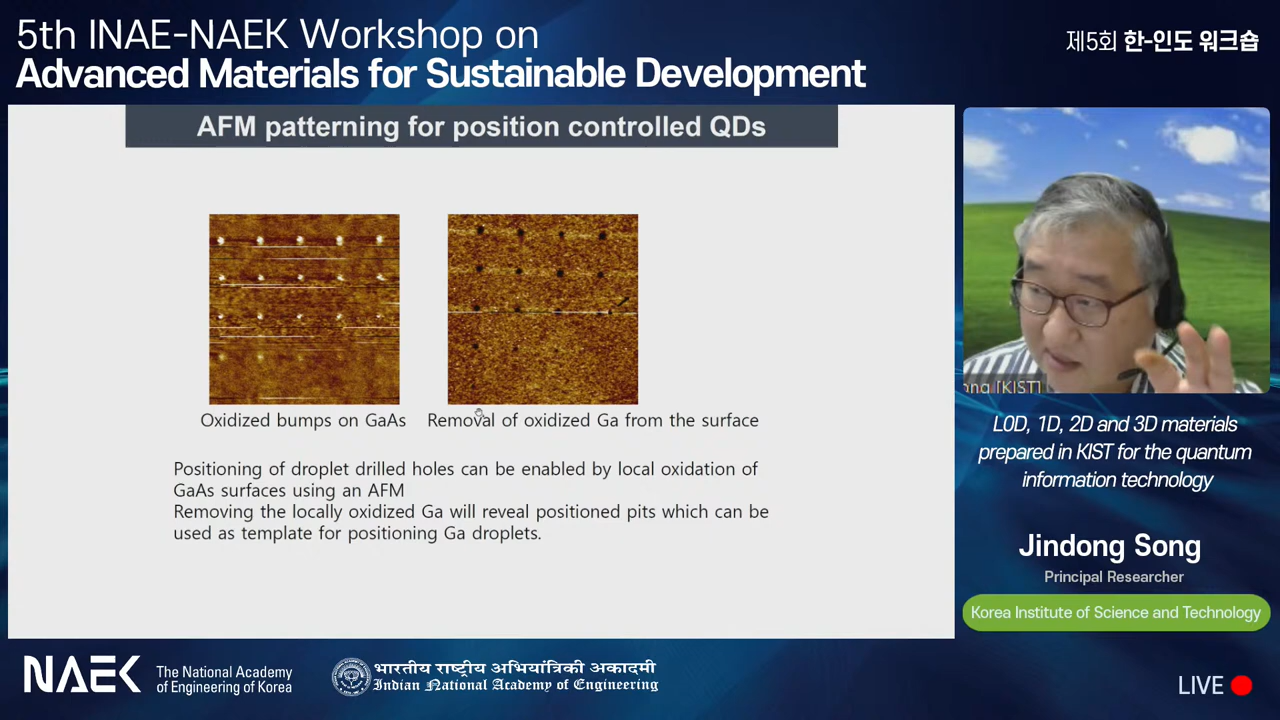 5th INAE-NAEK Workshop on
Advanced Materials for Sustainable Development
제5회 한-인도 워크숍
AFM patterning for position controlled QDs
Oxidized bumps on GaAs
Removal of oxidized Ga from the surface
Positioning of droplet drilled holes can be enabled by local oxidation of
GaAs surfaces using an AFM
Removing the locally oxidized Ga will reveal positioned pits which can be
used as template for positioning Ga droplets.
ong [KIST]
L0D, 1D, 2D and 3D materials
prepared in KIST for the quantum
information technology
Jindong Song
Principal Researcher
Korea Institute of Science and Technology
NAEK
The National Academy
of Engineering of Korea
भारतीय राष्ट्रीय अभियांत्रिकी अकादमी
Indian National Academy of Engineering
LIVE